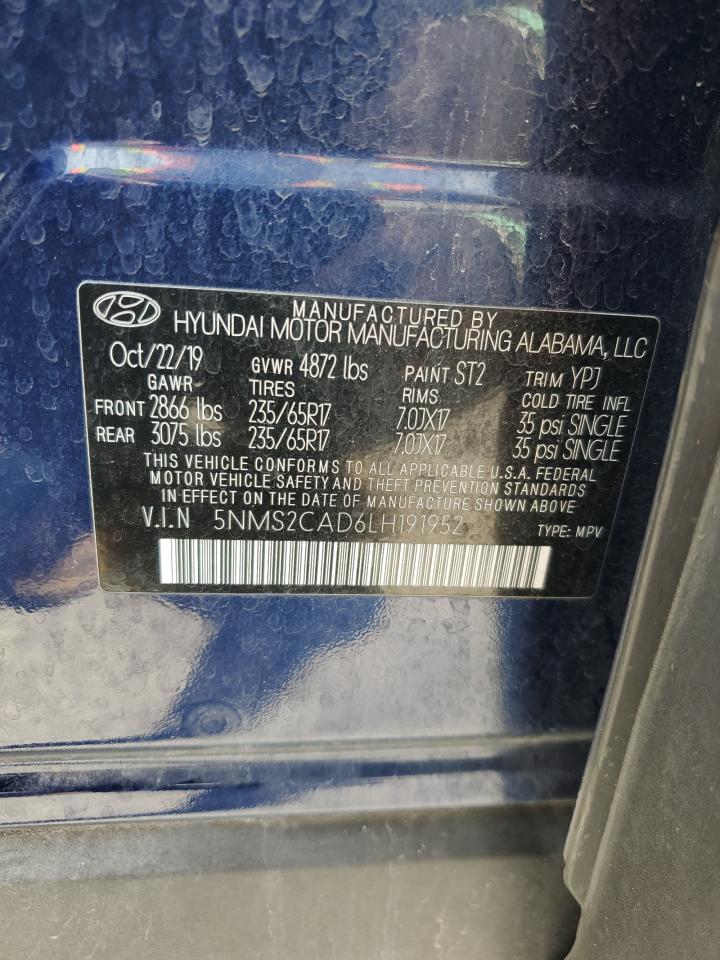 MANUFACTURED BY
HYUNDAI MOTOR MANUFACTURING ALABAMA, LLC
Oct/22/19 GVWR 4872 lbs PAINT ST2 TRIM YPJ
GAWR TIRES RIMS COLD TIRE INFL
FRONT 2866 lbs 235/65R17 7.0JX17 35 psi SINGLE
REAR 3075 lbs 235/65R17 7.0JX17 35 psi SINGLE
THIS VEHICLE CONFORMS TO ALL APPLICABLE U.S.A. FEDERAL
MOTOR VEHICLE SAFETY AND THEFT PREVENTION STANDARDS
IN EFFECT ON THE DATE OF MANUFACTURE SHOWN ABOVE
V.I.N 5NMS2CAD6LH191952 TYPE: MPV